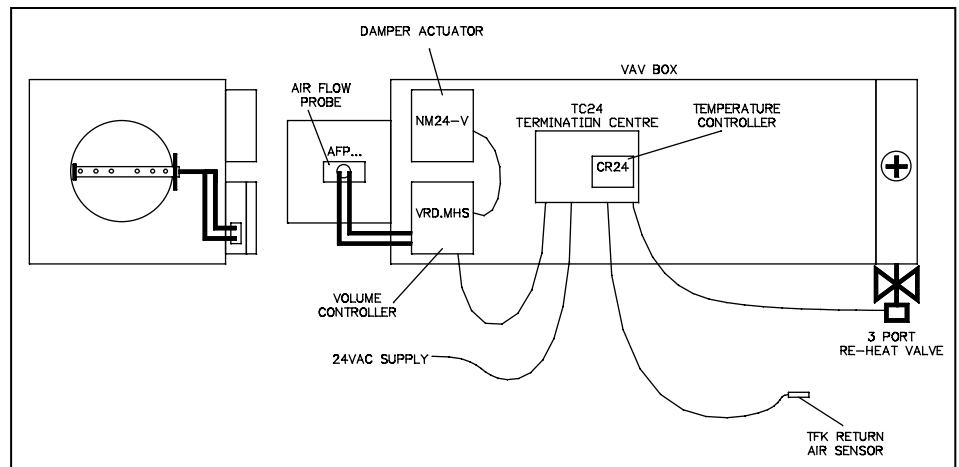 DAMPER ACTUATOR
VAV BOX
AIR FLOW
PROBE
TC24
TERMINATION CENTRE
TEMPERATURE
CONTROLLER
NM24-V
AFP...
CR24
VRD.MHS
VOLUME
CONTROLLER
24VAC SUPPLY
3 PORT
RE-HEAT VALVE
TFK RETURN
AIR SENSOR